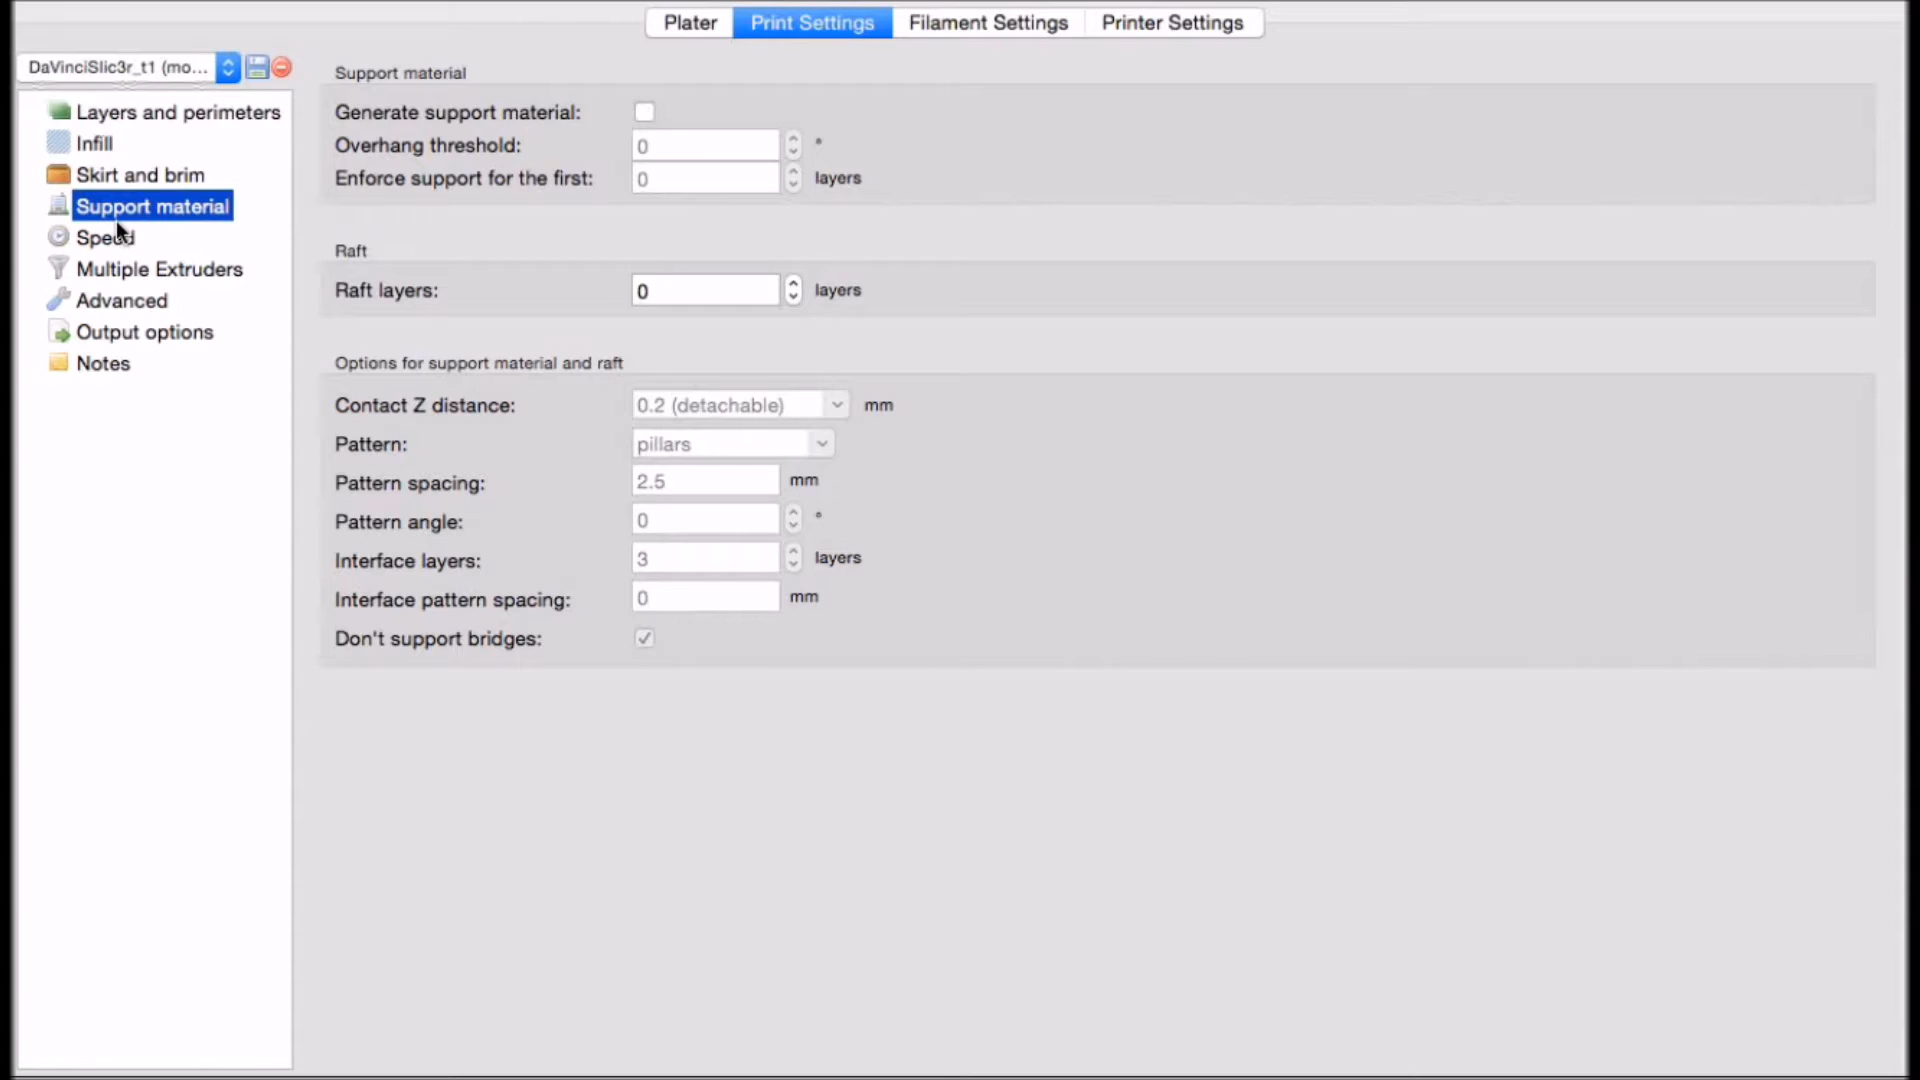 Plater Print Settings Filament Settings Printer Settings
DaVinciSlic3r_t1 (mo...
Layers and perimeters
Infill
Skirt and brim
Support material
Speed
Multiple Extruders
Advanced
Output options
Notes
Support material
Generate support material:
Overhang threshold: 0 °
Enforce support for the first: 0 layers
Raft
Raft layers: 0 layers
Options for support material and raft
Contact Z distance: 0.2 (detachable) mm
Pattern: pillars
Pattern spacing: 2.5 mm
Pattern angle: 0 °
Interface layers: 3 layers
Interface pattern spacing: 0 mm
Don't support bridges: